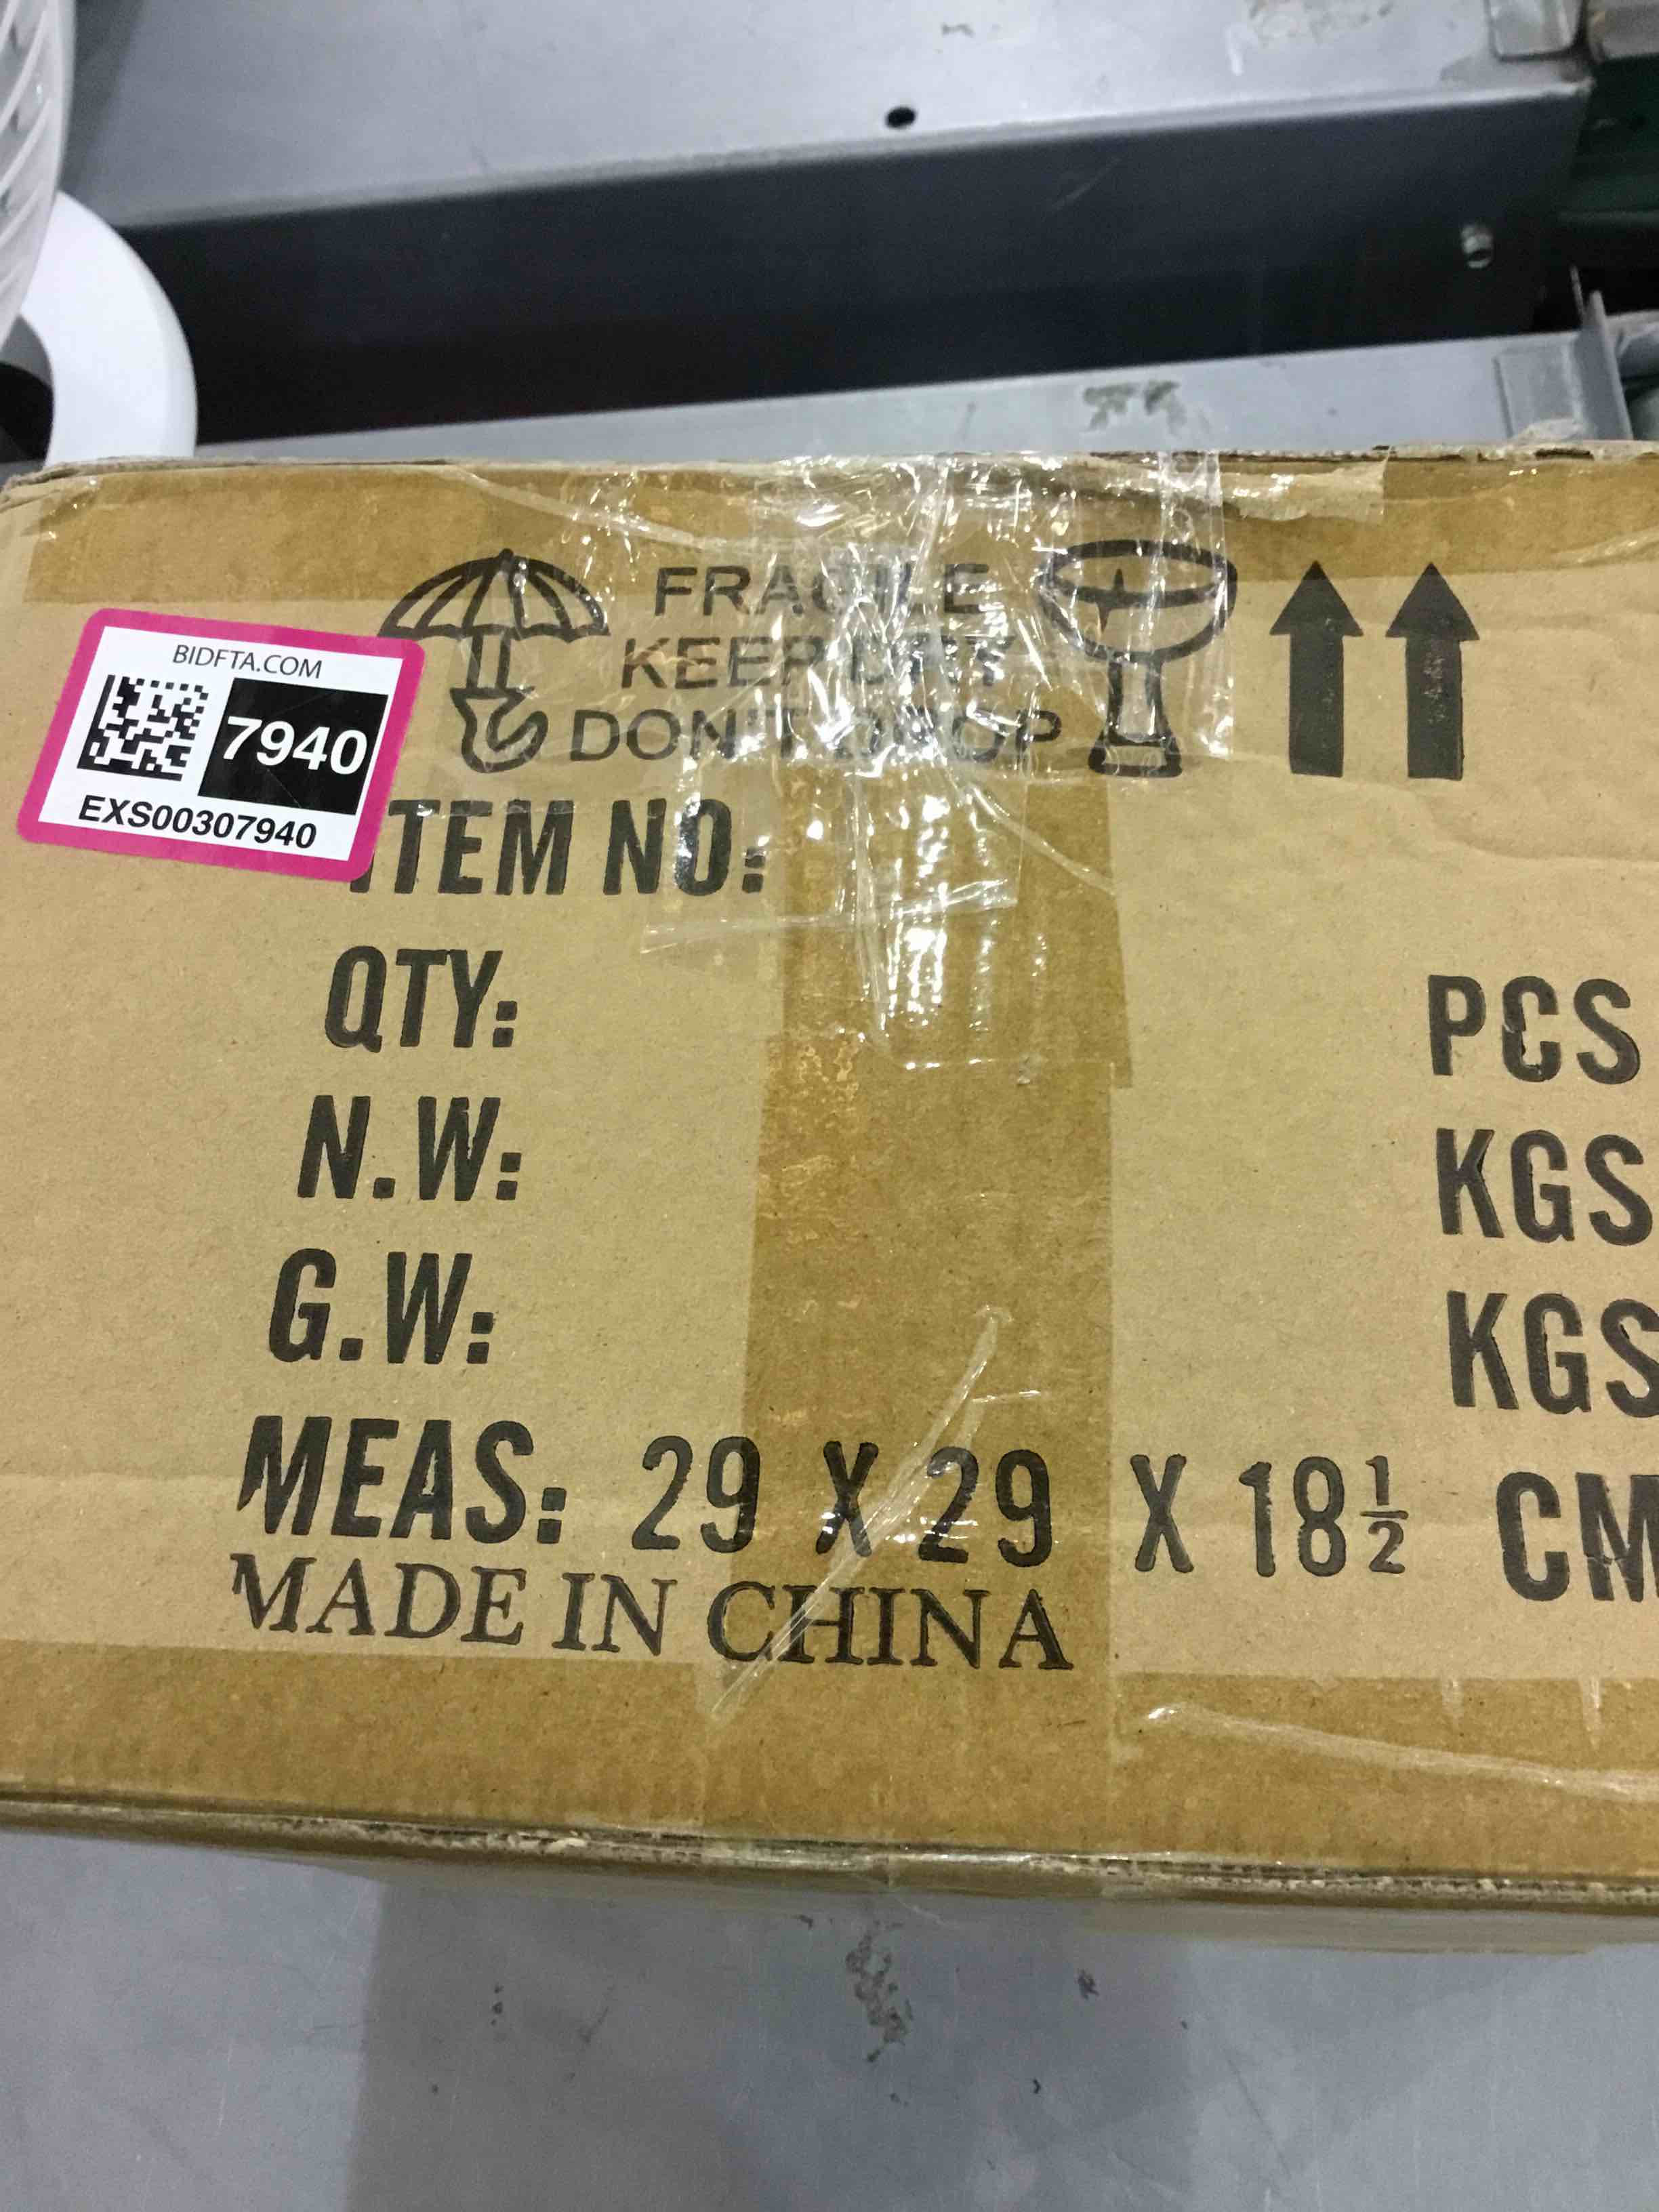 FRAGILE
KEEP DRY
DON'T DROP
BIDFTA.COM
7940
EXS00307940
ITEM NO:
QTY: PCS
N.W: KGS
G.W: KGS
MEAS: 29 X 29 X 18½ CM
MADE IN CHINA